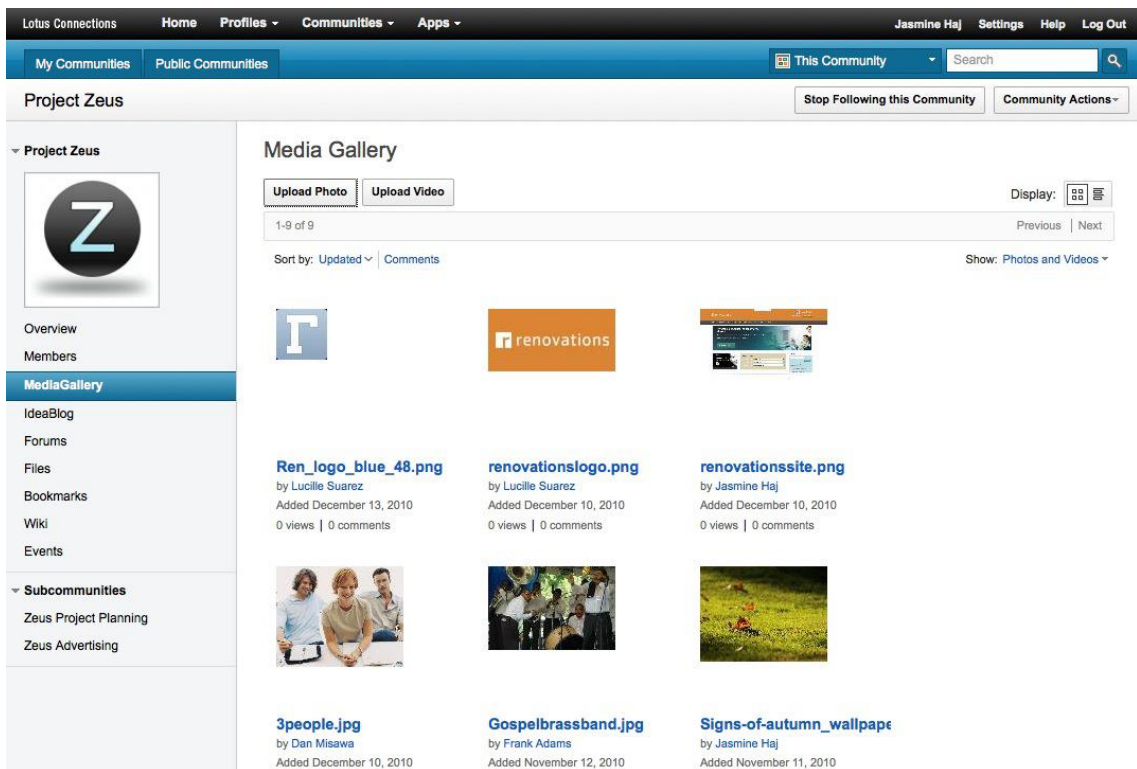 Lotus Connections Home Profiles Communities Apps Jasmine Haj Settings Help Log Out
My Communities Public Communities This Community Search
Project Zeus Stop Following this Community Community Actions
Project Zeus
Z
Overview
Members
MediaGallery
IdeaBlog
Forums
Files
Bookmarks
Wiki
Events
Subcommunities
Zeus Project Planning
Zeus Advertising
Media Gallery
Upload Photo Upload Video Display:
1-9 of 9 Previous | Next
Sort by: Updated | Comments Show: Photos and Videos
r r renovations
Ren_logo_blue_48.png renovationslogo.png renovationssite.png
by Lucille Suarez by Lucille Suarez by Jasmine Haj
Added December 13, 2010 Added December 10, 2010 Added December 10, 2010
0 views | 0 comments 0 views | 0 comments 0 views | 0 comments
3people.jpg Gospelbrassband.jpg Signs-of-autumn_wallpape
by Dan Misawa by Frank Adams by Jasmine Haj
Added December 10, 2010 Added November 12, 2010 Added November 11, 2010